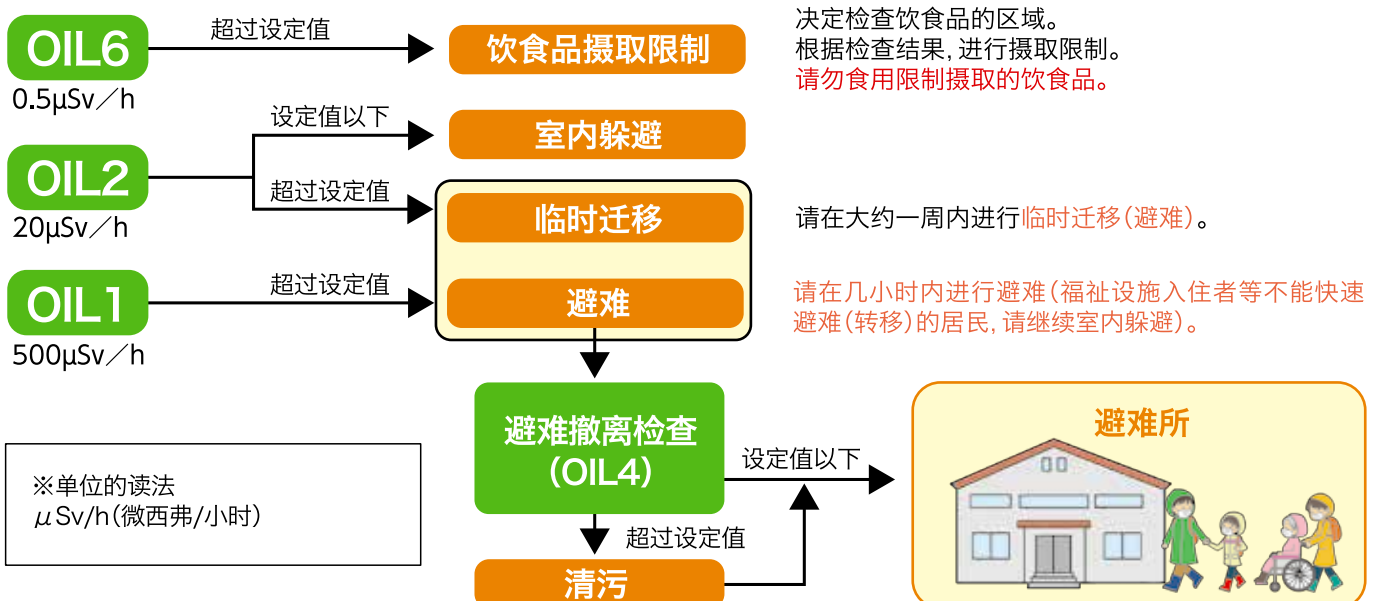 OIL6
0.5μSv／h
超过设定值
饮食品摄取限制
决定检查饮食品的区域。
根据检查结果,进行摄取限制。
请勿食用限制摄取的饮食品。
OIL2
20μSv／h
设定值以下
室内躲避
超过设定值
临时迁移
请在大约一周内进行临时迁移(避难)。
OIL1
500μSv／h
超过设定值
避难
请在几小时内进行避难(福祉设施入住者等不能快速
避难(转移)的居民,请继续室内躲避)。
避难撤离检查
(OIL4)
设定值以下
超过设定值
清污
避难所
※单位的读法
μSv/h(微西弗/小时)